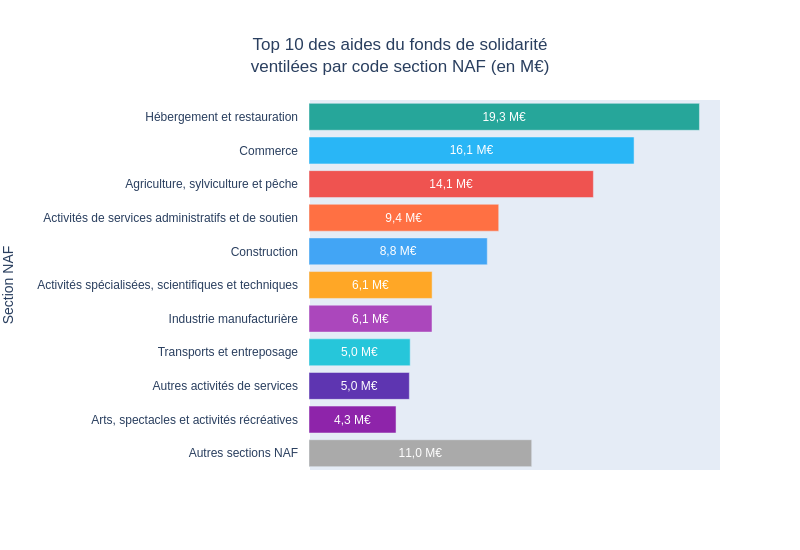 Top 10 des aides du fonds de solidarité
ventilées par code section NAF (en M€)
Section NAF
Hébergement et restauration 19,3 M€
Commerce 16,1 M€
Agriculture, sylviculture et pêche 14,1 M€
Activités de services administratifs et de soutien 9,4 M€
Construction 8,8 M€
Activités spécialisées, scientifiques et techniques 6,1 M€
Industrie manufacturière 6,1 M€
Transports et entreposage 5,0 M€
Autres activités de services 5,0 M€
Arts, spectacles et activités récréatives 4,3 M€
Autres sections NAF 11,0 M€